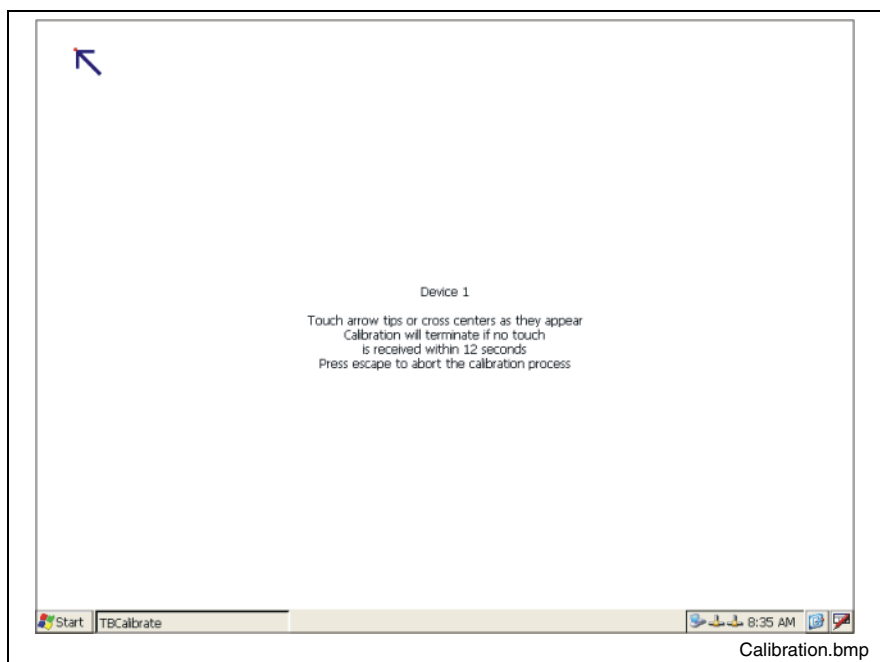 Device 1
Touch arrow tips or cross centers as they appear
Calibration will terminate if no touch
is received within 12 seconds
Press escape to abort the calibration process
Start TBCalibrate 8:35 AM
Calibration.bmp